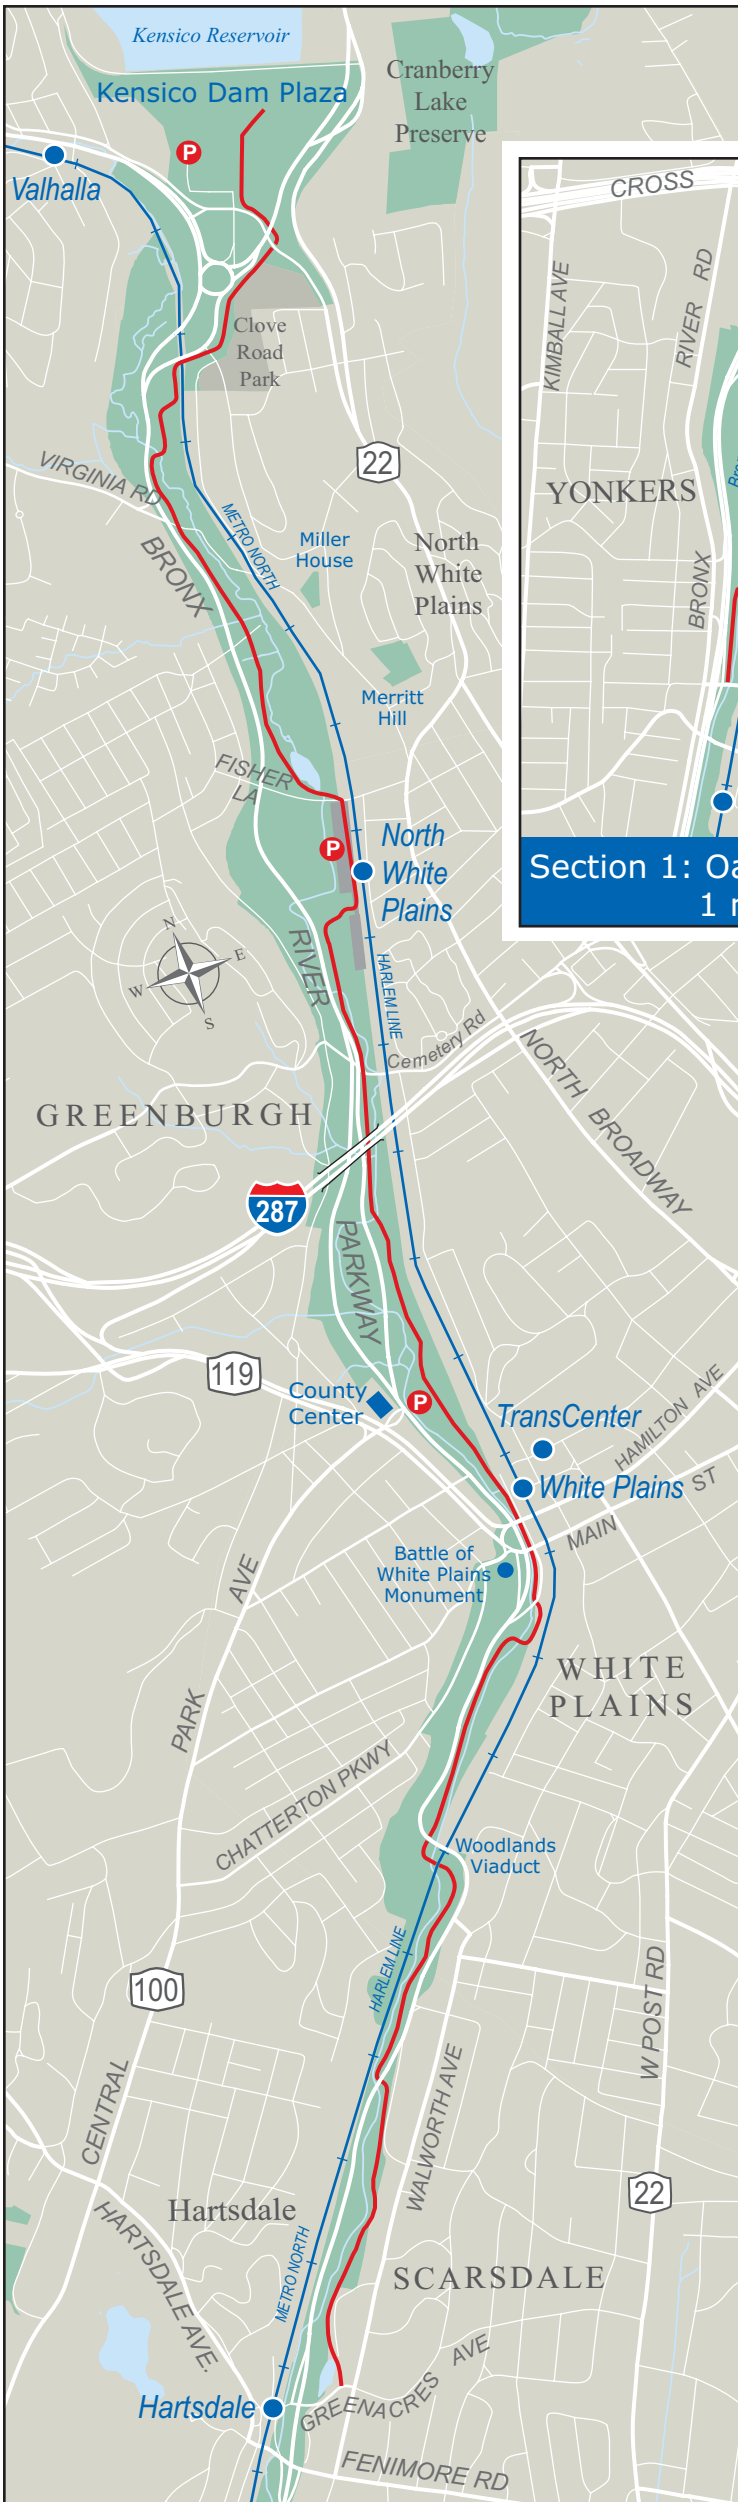 Kensico Reservoir
Kensico Dam Plaza
Cranberry
Lake
Preserve
P
Valhalla
CROSS
KIMBALL AVE
RIVER RD
Clove
Road
Park
22
VIRGINIA RD
YONKERS
METRO NORTH
BRONX
Miller
House
North
White
Plains
BRONX
Merritt
Hill
FISHER
LA
P
North
White
Plains
Section 1: Oa
1
RIVER
HARLEM LINE
N
E
W
S
Cemetery Rd
NORTH BROADWAY
GREENBURGH
287
PARKWAY
119
County
Center
P
TransCenter
HAMILTON AVE
White Plains
MAIN ST
Battle of
White Plains
Monument
PARK AVE
WHITE
PLAINS
CHATTERTON PKWY
Woodlands
Viaduct
HARLEM LINE
100
W POST RD
CENTRAL
WALWORTH AVE
22
Hartsdale
HARTSDALE AVE.
METRO NORTH
SCARSDALE
Hartsdale
GREENACRES AVE
FENIMORE RD